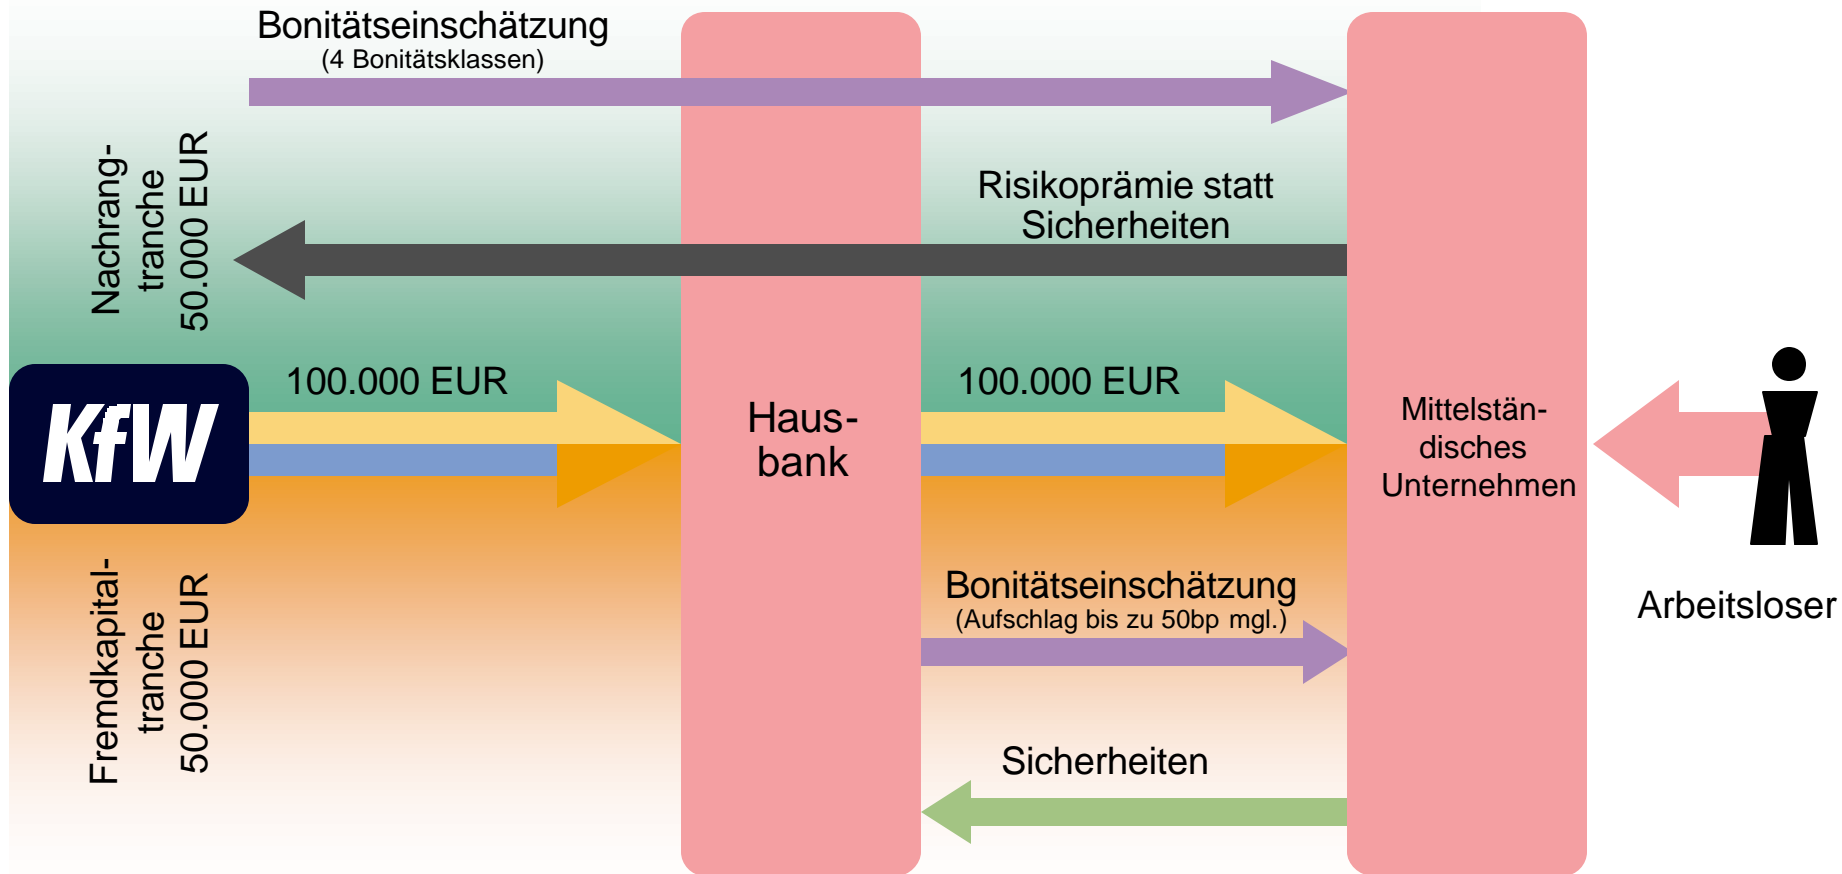 Bonitätseinschätzung
(4 Bonitätsklassen)
Nachrang-
tranche
50.000 EUR
Risikoprämie statt
Sicherheiten
KfW
100.000 EUR
Haus-
bank
100.000 EUR
Mittelstän-
disches
Unternehmen
Arbeitsloser
Fremdkapital-
tranche
50.000 EUR
Bonitätseinschätzung
(Aufschlag bis zu 50bp mgl.)
Sicherheiten